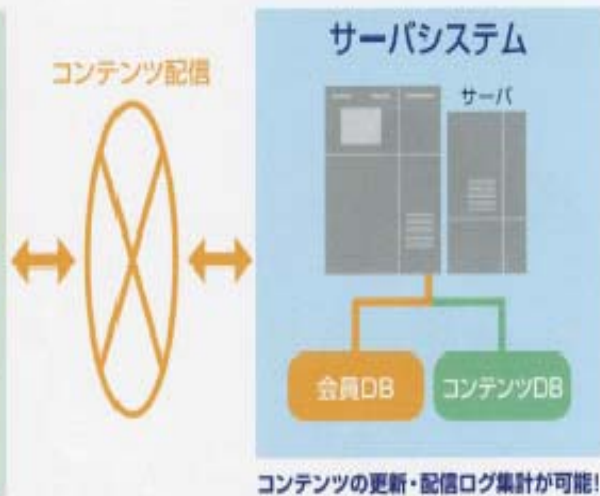 サーバシステム
コンテンツ配信
サーバ
会員DB
コンテンツDB
コンテンツの更新・配信ログ集計が可能!